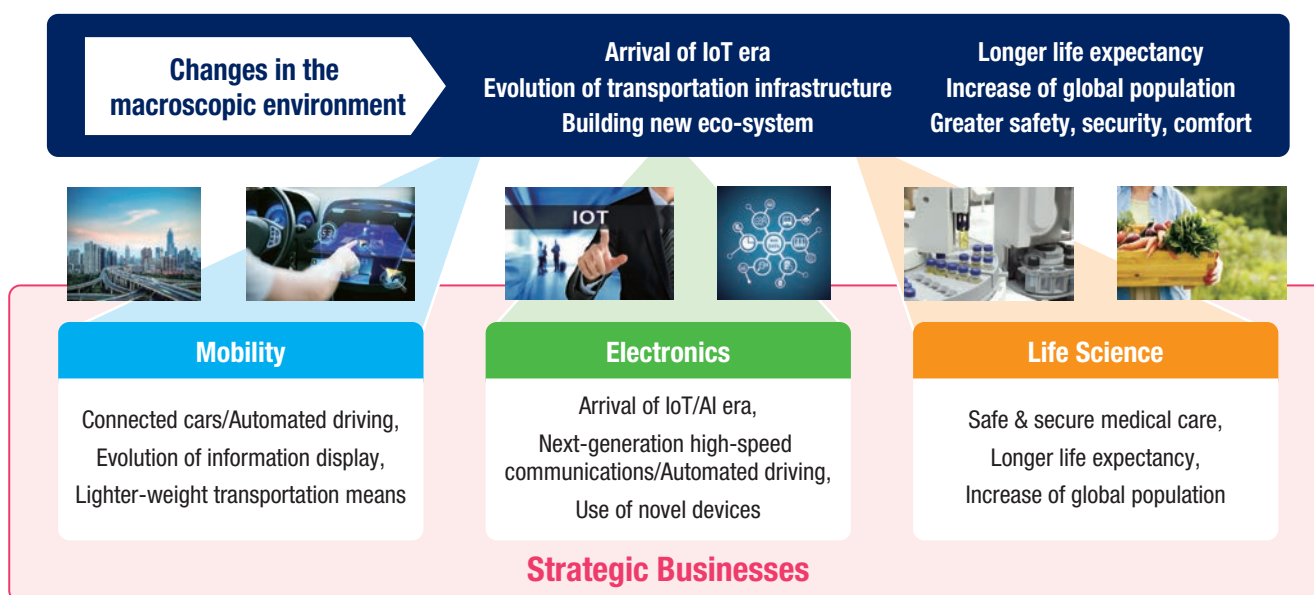 Changes in the
macroscopic environment
Arrival of IoT era
Evolution of transportation infrastructure
Building new eco-system
Longer life expectancy
Increase of global population
Greater safety, security, comfort
IOT
Mobility
Connected cars/Automated driving,
Evolution of information display,
Lighter-weight transportation means
Electronics
Arrival of IoT/AI era,
Next-generation high-speed
communications/Automated driving,
Use of novel devices
Life Science
Safe & secure medical care,
Longer life expectancy,
Increase of global population
Strategic Businesses